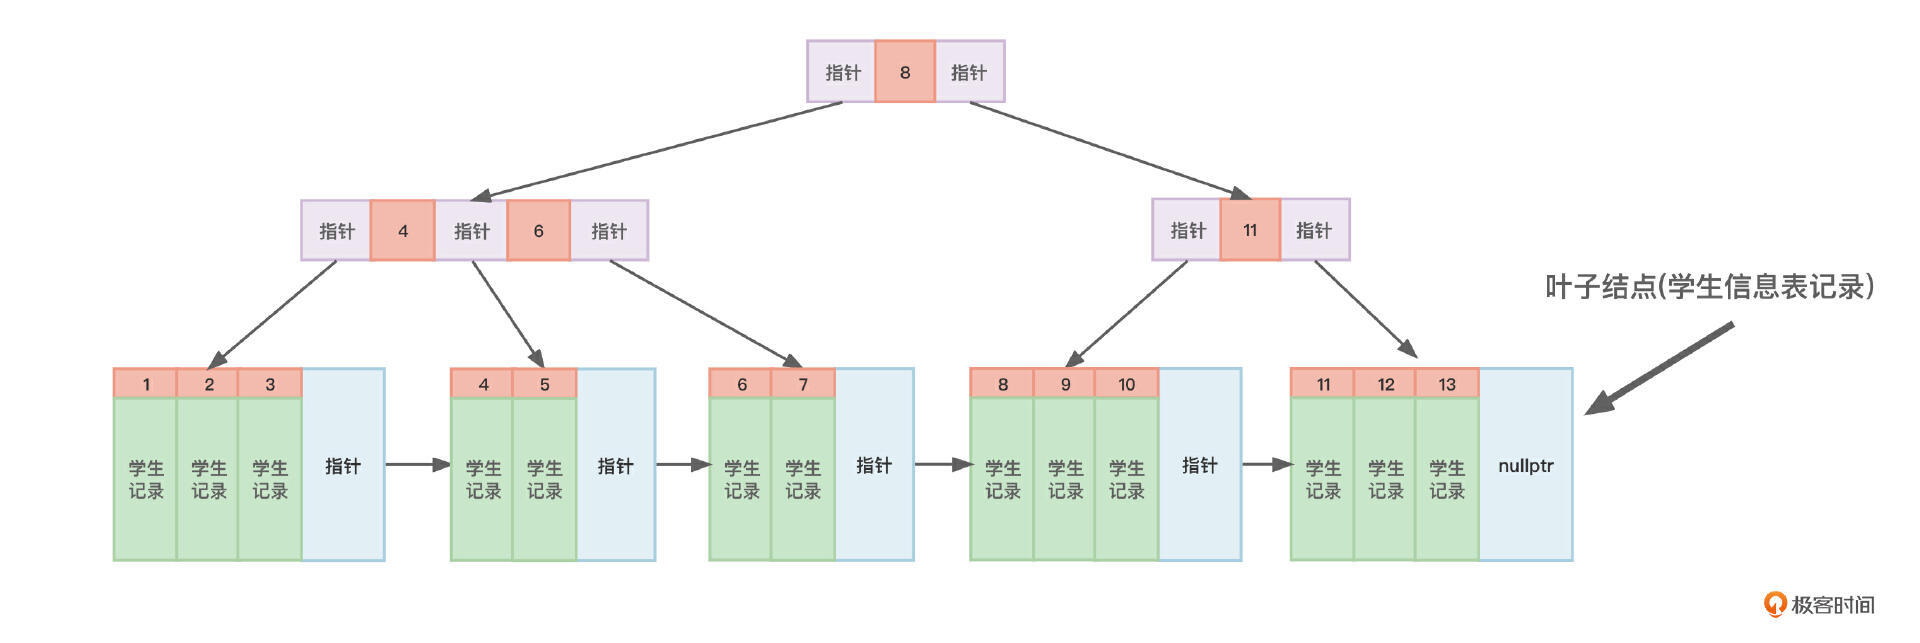 指针 8 指针
指针 4 指针 6 指针
指针 11 指针
叶子结点(学生信息表记录)
1 2 3
学生 学生 学生
记录 记录 记录
指针
4 5
学生 学生
记录 记录
指针
6 7
学生 学生
记录 记录
指针
8 9 10
学生 学生 学生
记录 记录 记录
指针
11 12 13
学生 学生 学生
记录 记录 记录
nullptr
极客时间